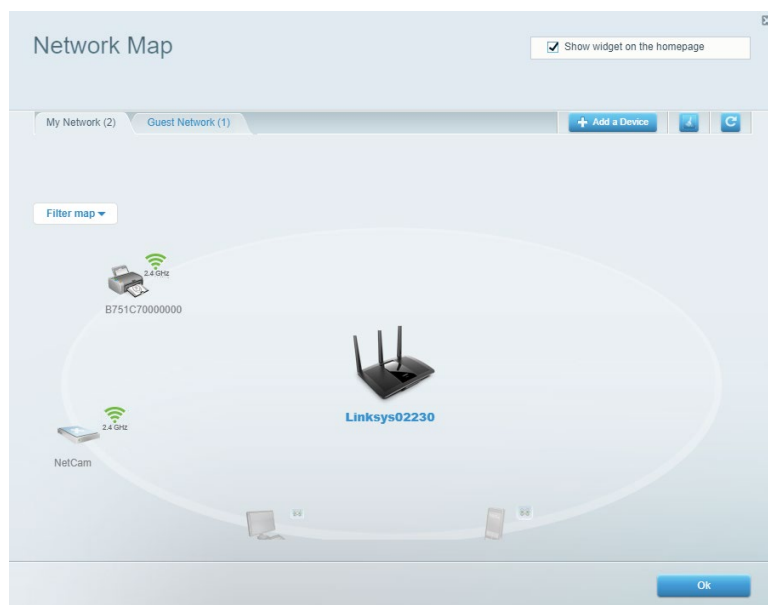 Network Map
Show widget on the homepage
My Network (2)
Guest Network (1)
Add a Device
Filter map
2.4 GHz
B751C70000000
Linksys02230
2.4 GHz
NetCam
Ok